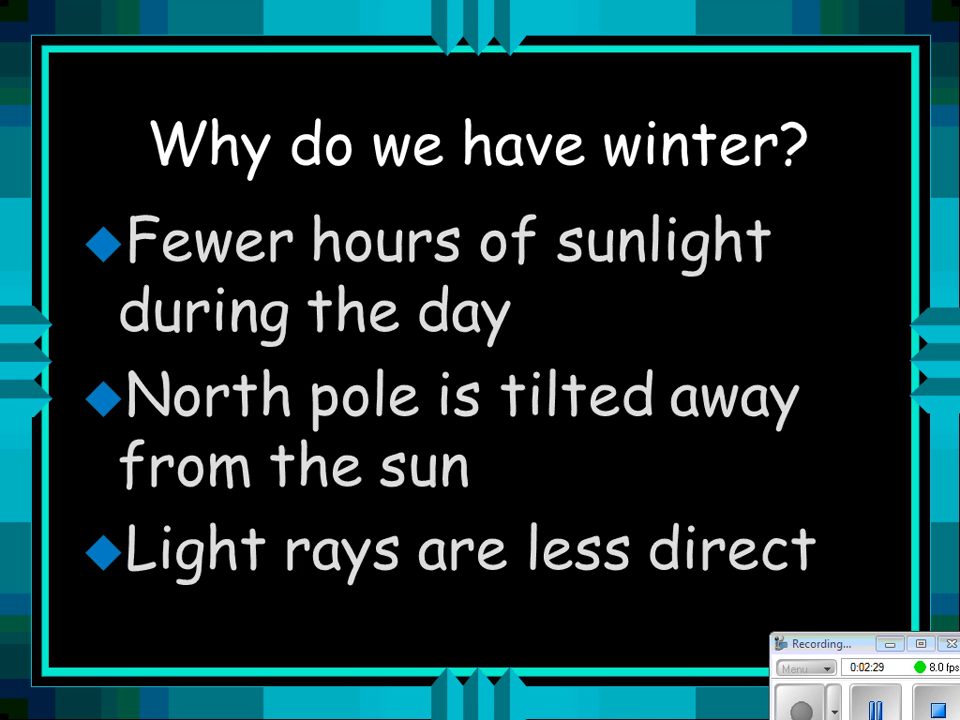 Why do we have winter?
Fewer hours of sunlight
during the day
North pole is tilted away
from the sun
Light rays are less direct
Recording...
Menu
0:02:29
8.0 fps